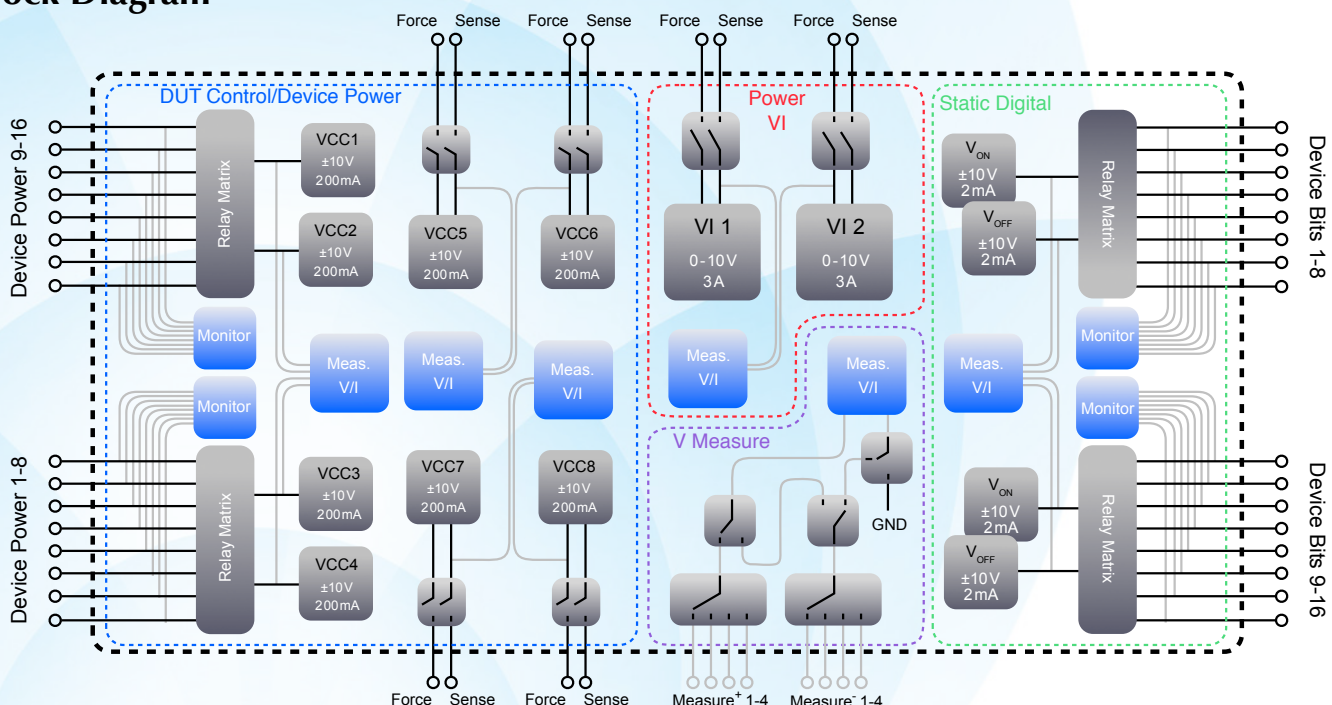 ock Diagram
Force Sense
Force Sense
Force Sense
Force Sense
DUT Control/Device Power
Power
VI
Static Digital
Device Power 9-16
Relay Matrix
VCC1
±10V
200mA
VCC2
±10V
200mA
VCC5
±10V
200mA
VCC6
±10V
200mA
VI 1
0-10V
3A
VI 2
0-10V
3A
VON
±10V
2mA
VOFF
±10V
2mA
Relay Matrix
Device Bits 1-8
Monitor
Meas.
V/I
Meas.
V/I
Meas.
V/I
Meas.
V/I
Meas.
V/I
Meas.
V/I
Monitor
Monitor
Monitor
V Measure
Device Power 1-8
Relay Matrix
VCC3
±10V
200mA
VCC4
±10V
200mA
VCC7
±10V
200mA
VCC8
±10V
200mA
GND
VON
±10V
2mA
VOFF
±10V
2mA
Relay Matrix
Device Bits 9-16
Force Sense
Force Sense
Measure+ 1-4
Measure- 1-4